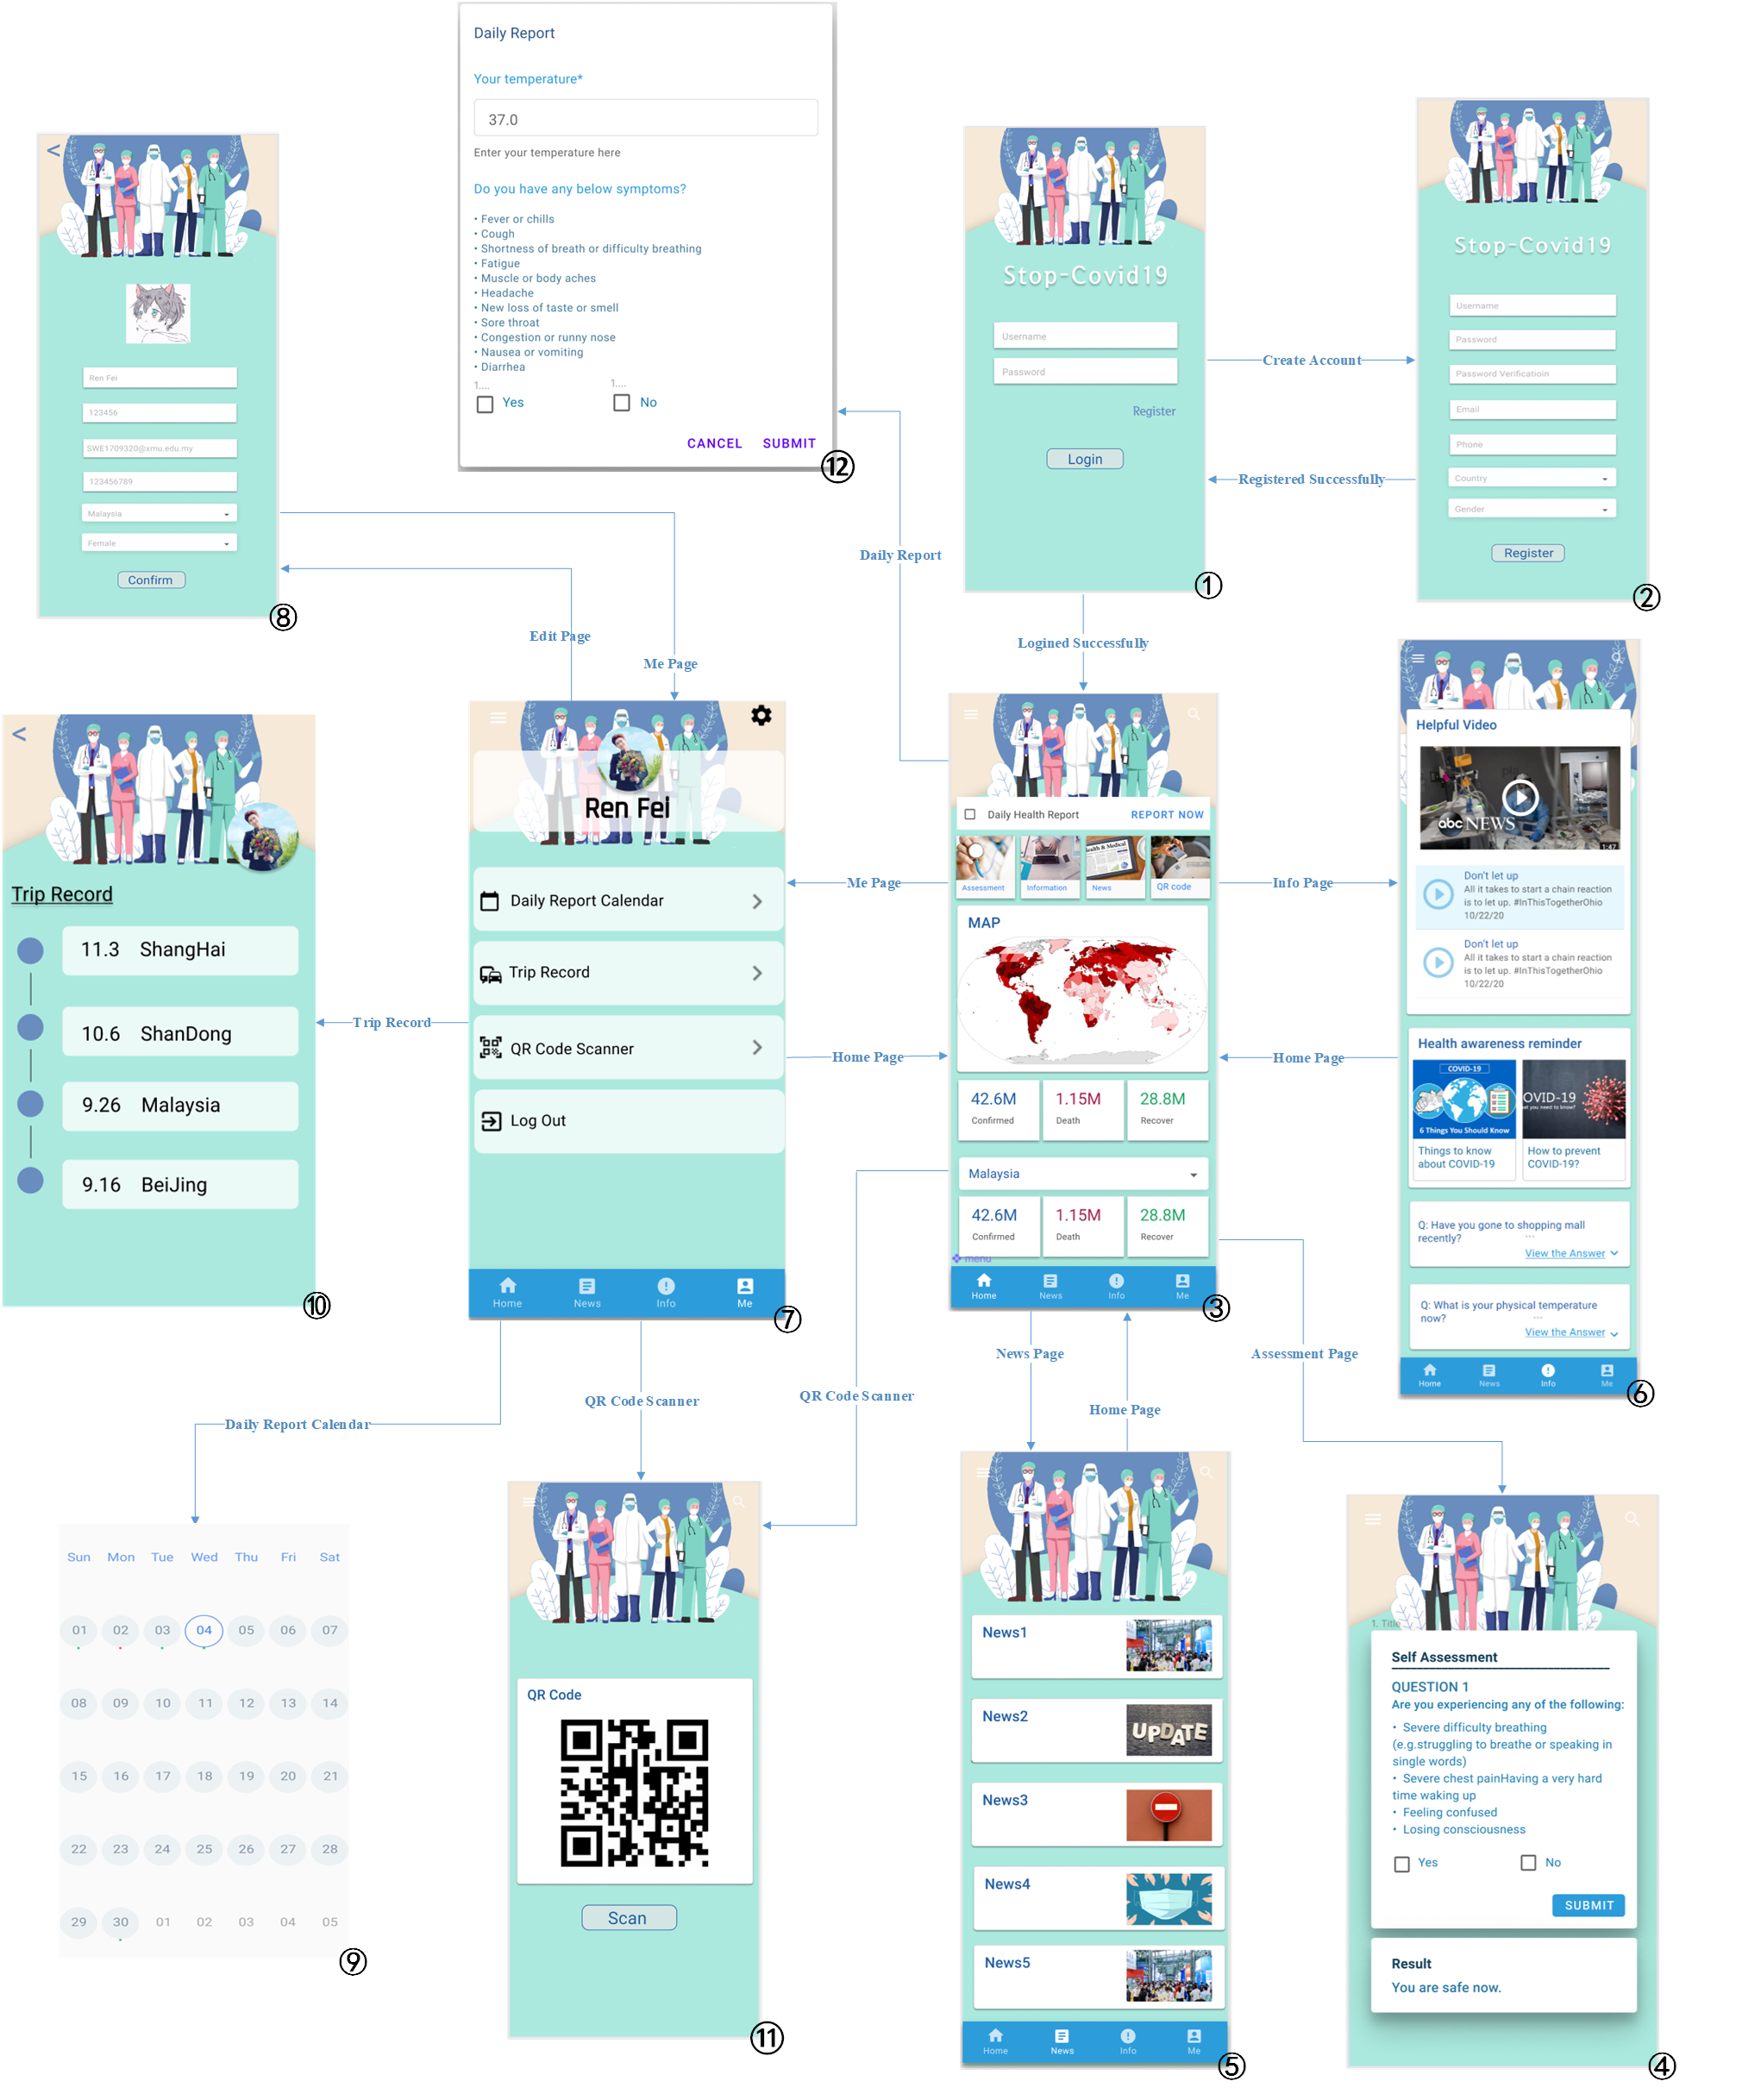 Daily Report
Your temperature*
37.0
Enter your temperature here
Do you have any below symptoms?
• Fever or chills
• Cough
• Shortness of breath or difficulty breathing
• Fatigue
• Muscle or body aches
• Headache
• New loss of taste or smell
• Sore throat
• Congestion or runny nose
• Nausea or vomiting
• Diarrhea
1....
1....
Yes
No
CANCEL
SUBMIT
⑫
<
Ren Fei
123456
SWE1709320@xmu.edu.my
123456789
Malaysia
Female
Confirm
⑧
Stop-Covid19
Username
Password
Register
Login
①
Create Account
Registered Successfully
Stop-Covid19
Username
Password
Password Verificatioin
Email
Phone
Country
Gender
Register
②
Daily Report
Edit Page
Me Page
Logined Successfully
<
Trip Record
11.3 ShangHai
10.6 ShanDong
9.26 Malaysia
9.16 BeiJing
⑩
Trip Record
Ren Fei
Daily Report Calendar
Trip Record
QR Code Scanner
Log Out
Home
News
Info
Me
⑦
Me Page
Home Page
Daily Health Report
REPORT NOW
Health & Medical
Assessment
Information
News
QR code
MAP
42.6M
Confirmed
1.15M
Death
28.8M
Recover
Malaysia
42.6M
Confirmed
1.15M
Death
28.8M
Recover
menu
Home
News
Info
Me
③
Info Page
Home Page
Helpful Video
abc NEWS
1:47
Don't let up
All it takes to start a chain reaction
is to let up. #InThisTogetherOhio
10/22/20
Don't let up
All it takes to start a chain reaction
is to let up. #InThisTogetherOhio
10/22/20
Health awareness reminder
COVID-19
6 Things You Should Know
Things to know
about COVID-19
OVID-19
at you need to know?
How to prevent
COVID-19?
Q: Have you gone to shopping mall
recently?
...
View the Answer
Q: What is your physical temperature
now?
...
View the Answer
Home
News
Info
Me
⑥
Daily Report Calendar
QR Code Scanner
QR Code Scanner
News Page
Home Page
Assessment Page
Sun Mon Tue Wed Thu Fri Sat
01 02 03 04 05 06 07
08 09 10 11 12 13 14
15 16 17 18 19 20 21
22 23 24 25 26 27 28
29 30 01 02 03 04 05
⑨
QR Code
Scan
⑪
News1
News2
UPDATE
News3
News4
News5
Home
News
Info
Me
⑤
1. Title
Self Assessment
QUESTION 1
Are you experiencing any of the following:
• Severe difficulty breathing
(e.g.struggling to breathe or speaking in
single words)
• Severe chest painHaving a very hard
time waking up
• Feeling confused
• Losing consciousness
Yes
No
SUBMIT
Result
You are safe now.
④